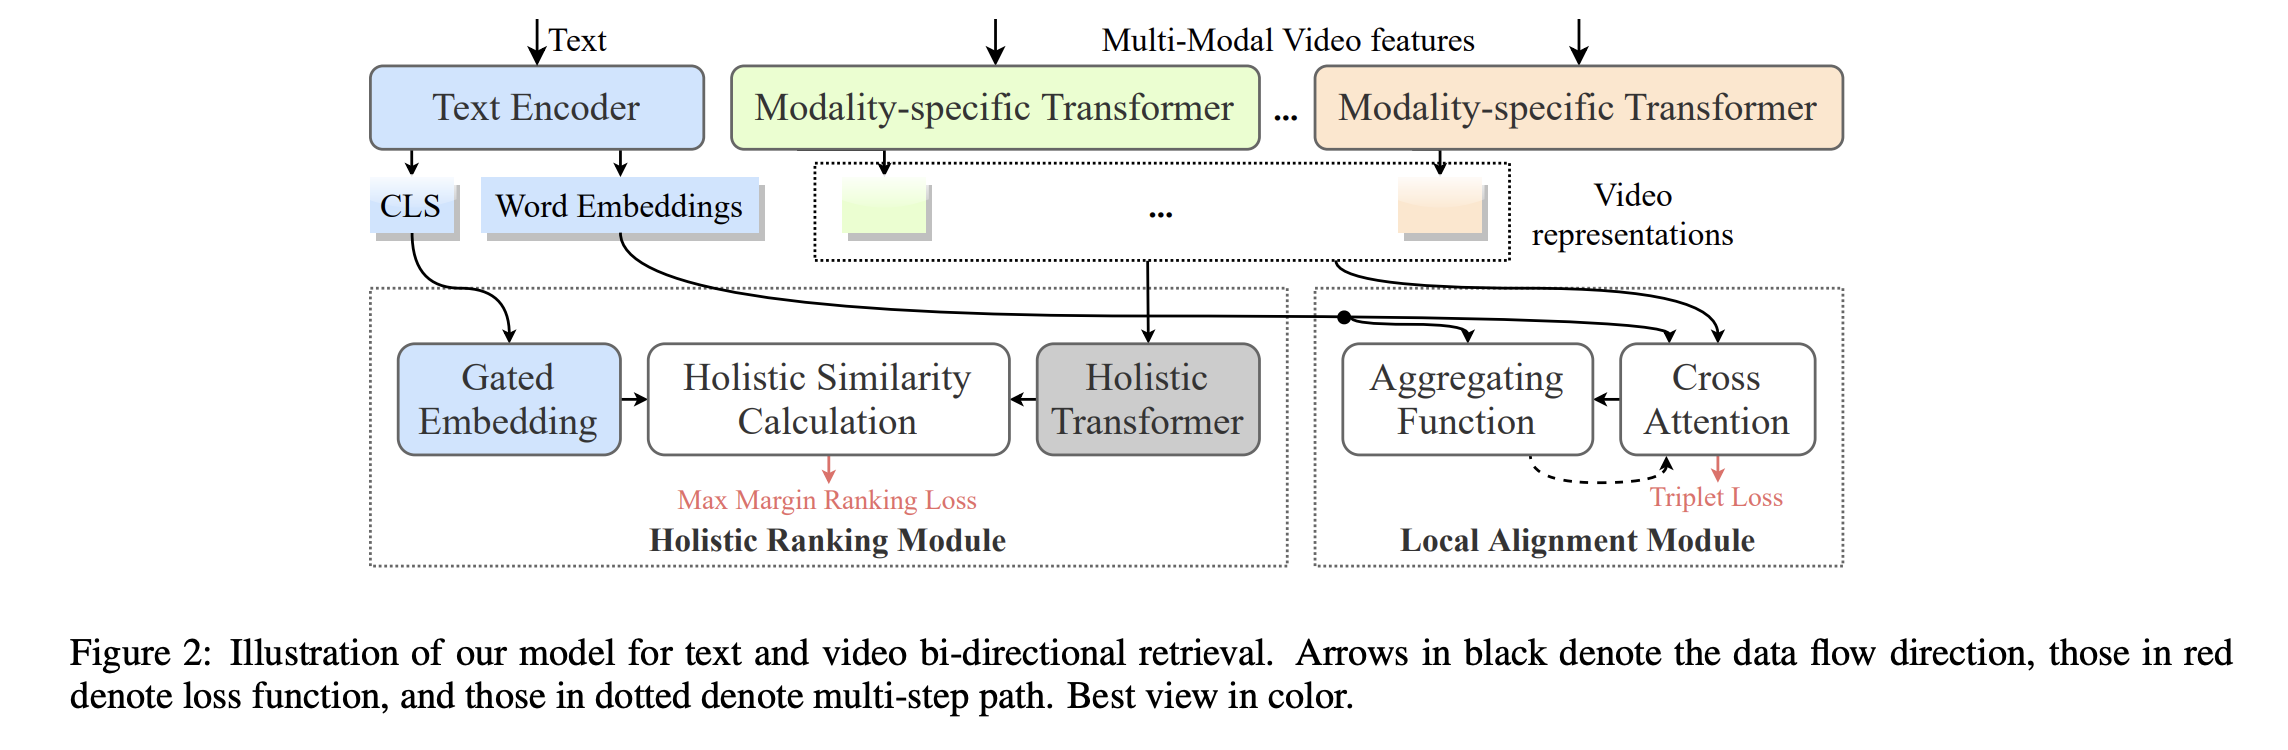 Text
Multi-Modal Video features
Text Encoder
Modality-specific Transformer
...
Modality-specific Transformer
CLS
Word Embeddings
...
Video
representations
Gated
Embedding
Holistic Similarity
Calculation
Holistic
Transformer
Aggregating
Function
Cross
Attention
Max Margin Ranking Loss
Triplet Loss
Holistic Ranking Module
Local Alignment Module
Figure 2: Illustration of our model for text and video bi-directional retrieval. Arrows in black denote the data flow direction, those in red
denote loss function, and those in dotted denote multi-step path. Best view in color.